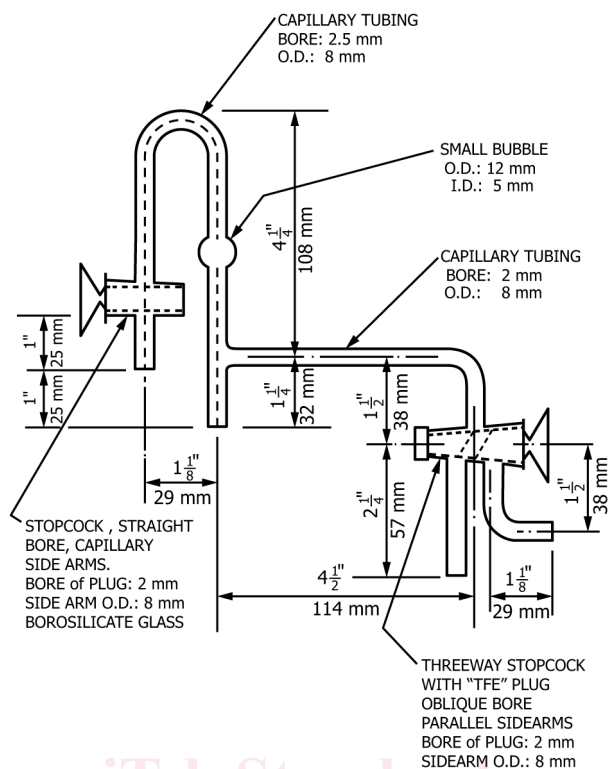 CAPILLARY TUBING
BORE: 2.5 mm
O.D.: 8 mm
SMALL BUBBLE
O.D.: 12 mm
I.D.: 5 mm
4 1/4"
108 mm
CAPILLARY TUBING
BORE: 2 mm
O.D.: 8 mm
1"
25 mm
1"
25 mm
1 1/4"
32 mm
1 1/2"
38 mm
1 1/8"
29 mm
2 1/4"
57 mm
1 1/2"
38 mm
STOPCOCK , STRAIGHT
BORE, CAPILLARY
SIDE ARMS.
BORE of PLUG: 2 mm
SIDE ARM O.D.: 8 mm
BOROSILICATE GLASS
4 1/2"
114 mm
1 1/8"
29 mm
THREEWAY STOPCOCK
WITH “TFE” PLUG
OBLIQUE BORE
PARALLEL SIDEARMS
BORE of PLUG: 2 mm
SIDEARM O.D.: 8 mm